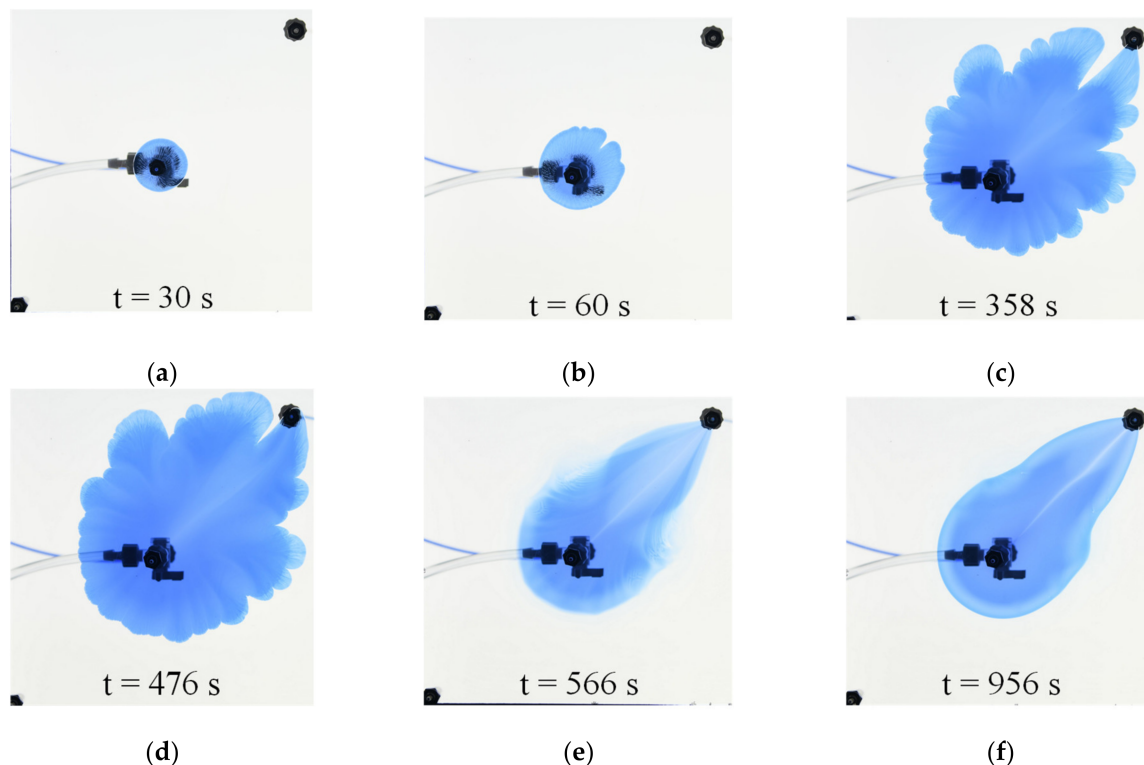 t = 30 s
t = 60 s
t = 358 s
(a)
(b)
(c)
t = 476 s
t = 566 s
t = 956 s
(d)
(e)
(f)